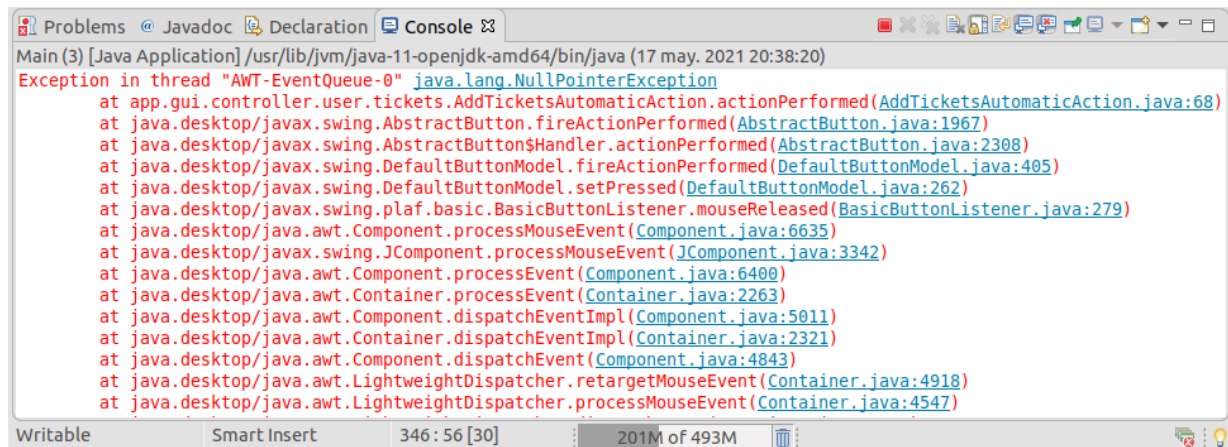 Problems @ Javadoc Declaration Console
Main (3) [Java Application] /usr/lib/jvm/java-11-openjdk-amd64/bin/java (17 may. 2021 20:38:20)
Exception in thread "AWT-EventQueue-0" java.lang.NullPointerException
at app.gui.controller.user.tickets.AddTicketsAutomaticAction.actionPerformed(AddTicketsAutomaticAction.java:68)
at java.desktop/javax.swing.AbstractButton.fireActionPerformed(AbstractButton.java:1967)
at java.desktop/javax.swing.AbstractButton$Handler.actionPerformed(AbstractButton.java:2308)
at java.desktop/javax.swing.DefaultButtonModel.fireActionPerformed(DefaultButtonModel.java:405)
at java.desktop/javax.swing.DefaultButtonModel.setPressed(DefaultButtonModel.java:262)
at java.desktop/javax.swing.plaf.basic.BasicButtonListener.mouseReleased(BasicButtonListener.java:279)
at java.desktop/java.awt.Component.processMouseEvent(Component.java:6635)
at java.desktop/javax.swing.JComponent.processMouseEvent(JComponent.java:3342)
at java.desktop/java.awt.Component.processEvent(Component.java:6400)
at java.desktop/java.awt.Container.processEvent(Container.java:2263)
at java.desktop/java.awt.Component.dispatchEventImpl(Component.java:5011)
at java.desktop/java.awt.Container.dispatchEventImpl(Container.java:2321)
at java.desktop/java.awt.Component.dispatchEvent(Component.java:4843)
at java.desktop/java.awt.LightweightDispatcher.retargetMouseEvent(Container.java:4918)
at java.desktop/java.awt.LightweightDispatcher.processMouseEvent(Container.java:4547)
Writable Smart Insert 346 : 56 [30] 201M of 493M